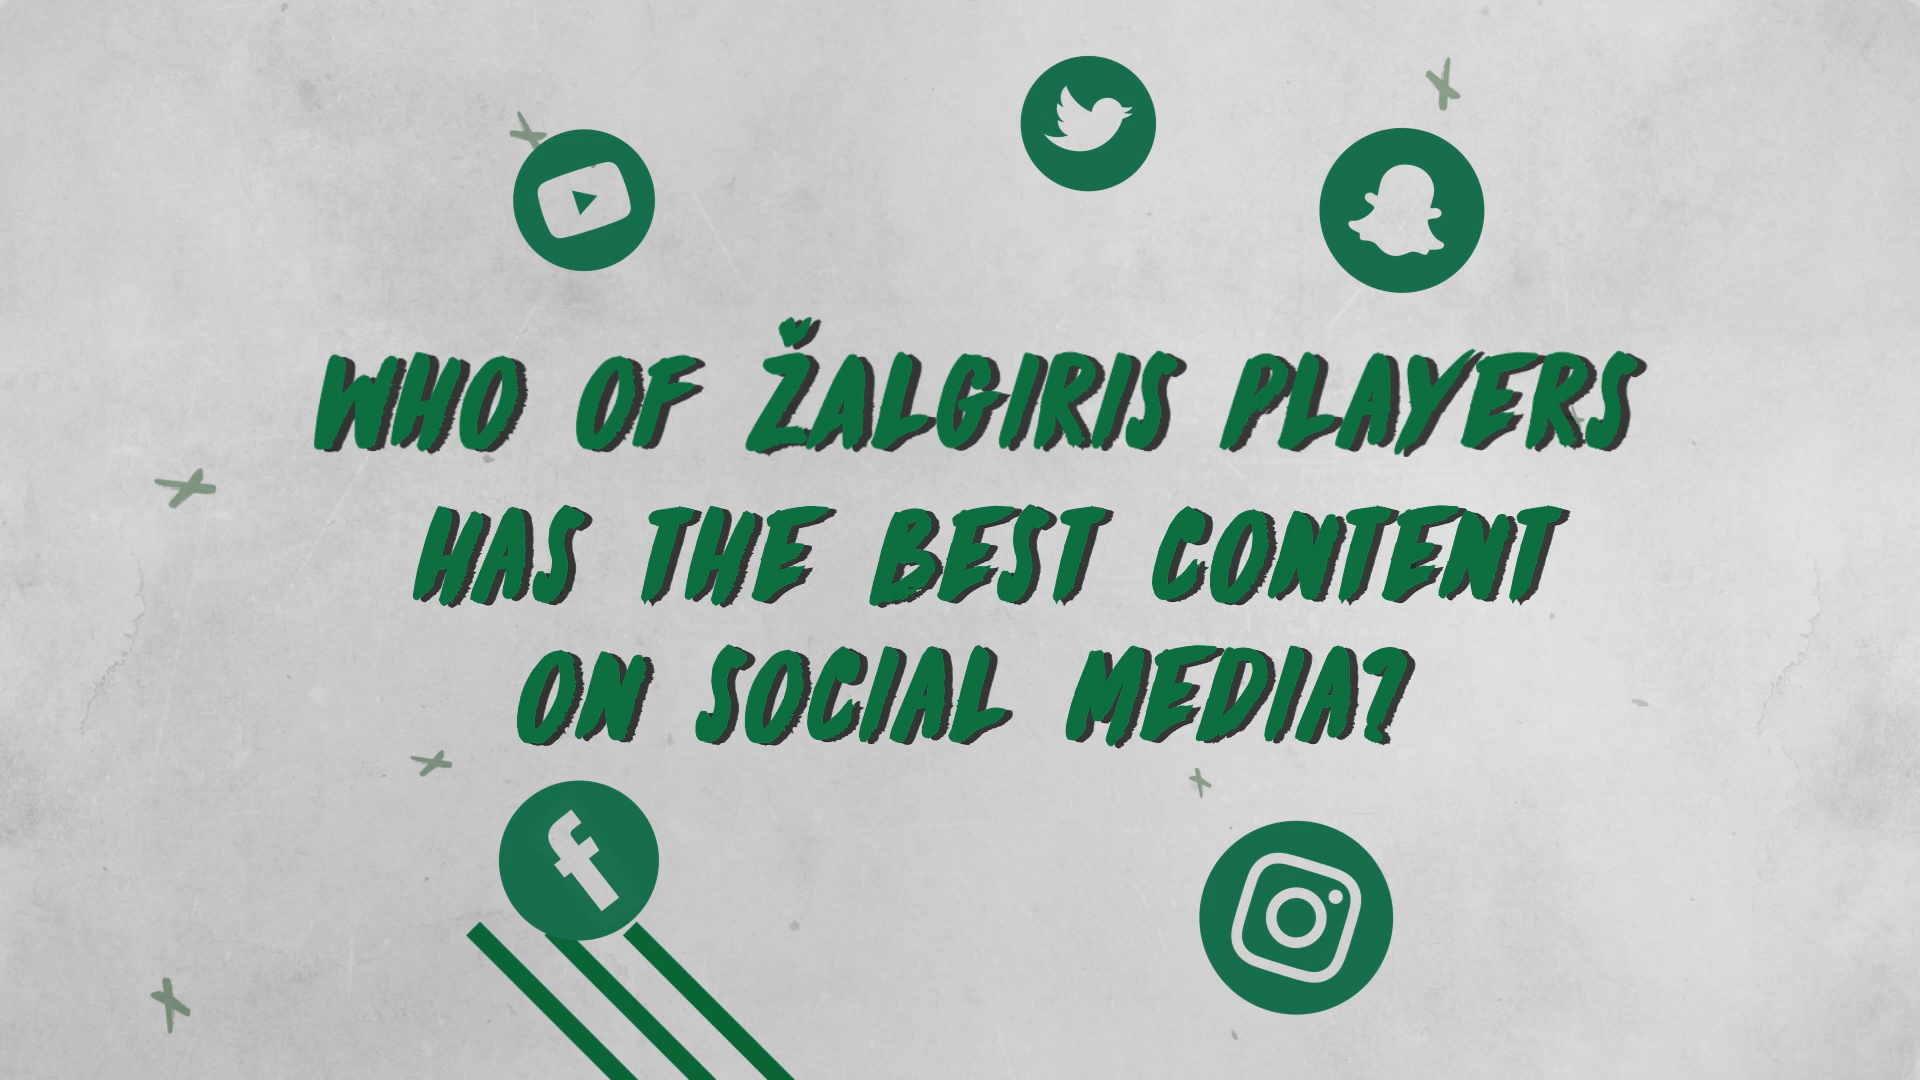 WHO OF ŽALGIRIS PLAYERS
HAS THE BEST CONTENT
ON SOCIAL MEDIA?